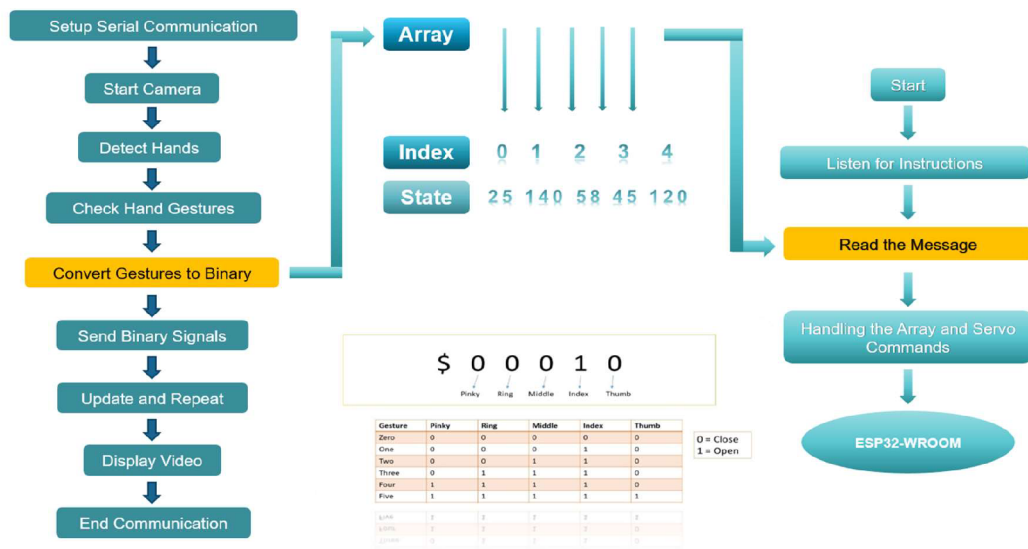 Setup Serial Communication
Start Camera
Detect Hands
Check Hand Gestures
Convert Gestures to Binary
Send Binary Signals
Update and Repeat
Display Video
End Communication
Array
Index 0 1 2 3 4
State 25 140 58 45 120
$ 0 0 0 1 0
Pinky Ring Middle Index Thumb
Gesture Pinky Ring Middle Index Thumb
Zero 0 0 0 0 0
One 0 0 0 1 0
Two 0 0 1 1 0
Three 0 1 1 1 0
Four 1 1 1 1 0
Five 1 1 1 1 1
0 = Close
1 = Open
Start
Listen for Instructions
Read the Message
Handling the Array and Servo
Commands
ESP32-WROOM